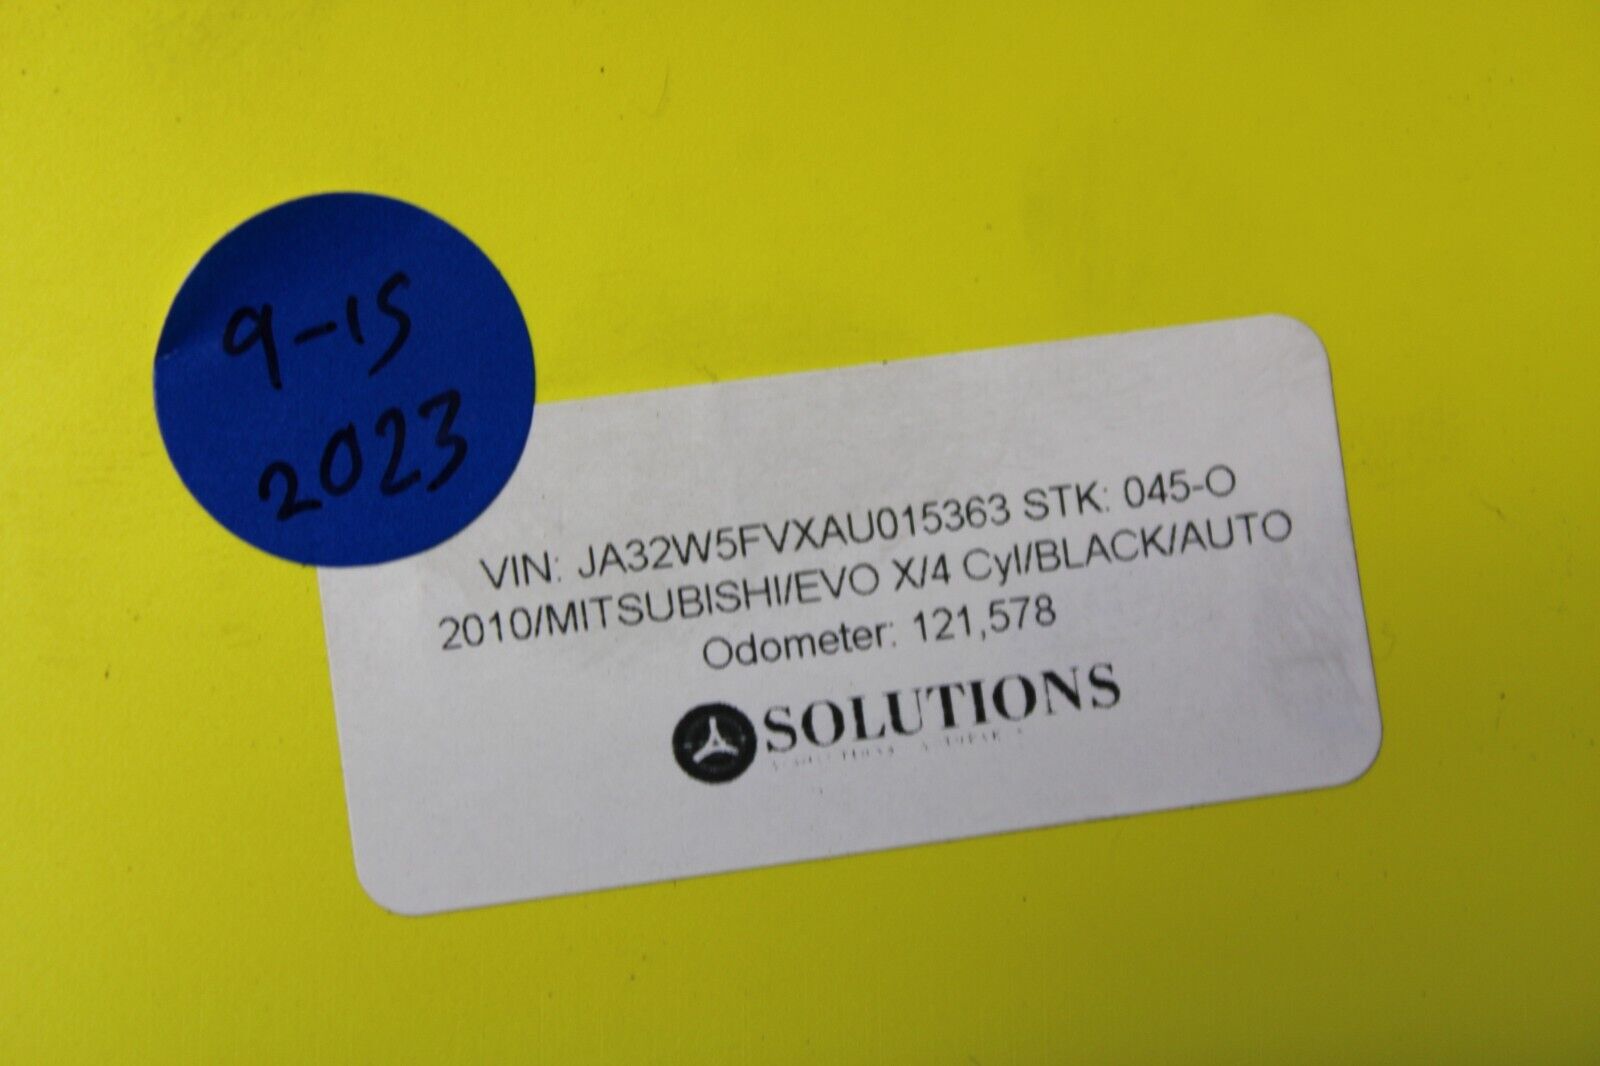 9-15
2023
VIN: JA32W5FVXAU015363 STK: 045-O
2010/MITSUBISHI/EVO X/4 Cyl/BLACK/AUTO
Odometer: 121,578
SOLUTIONS